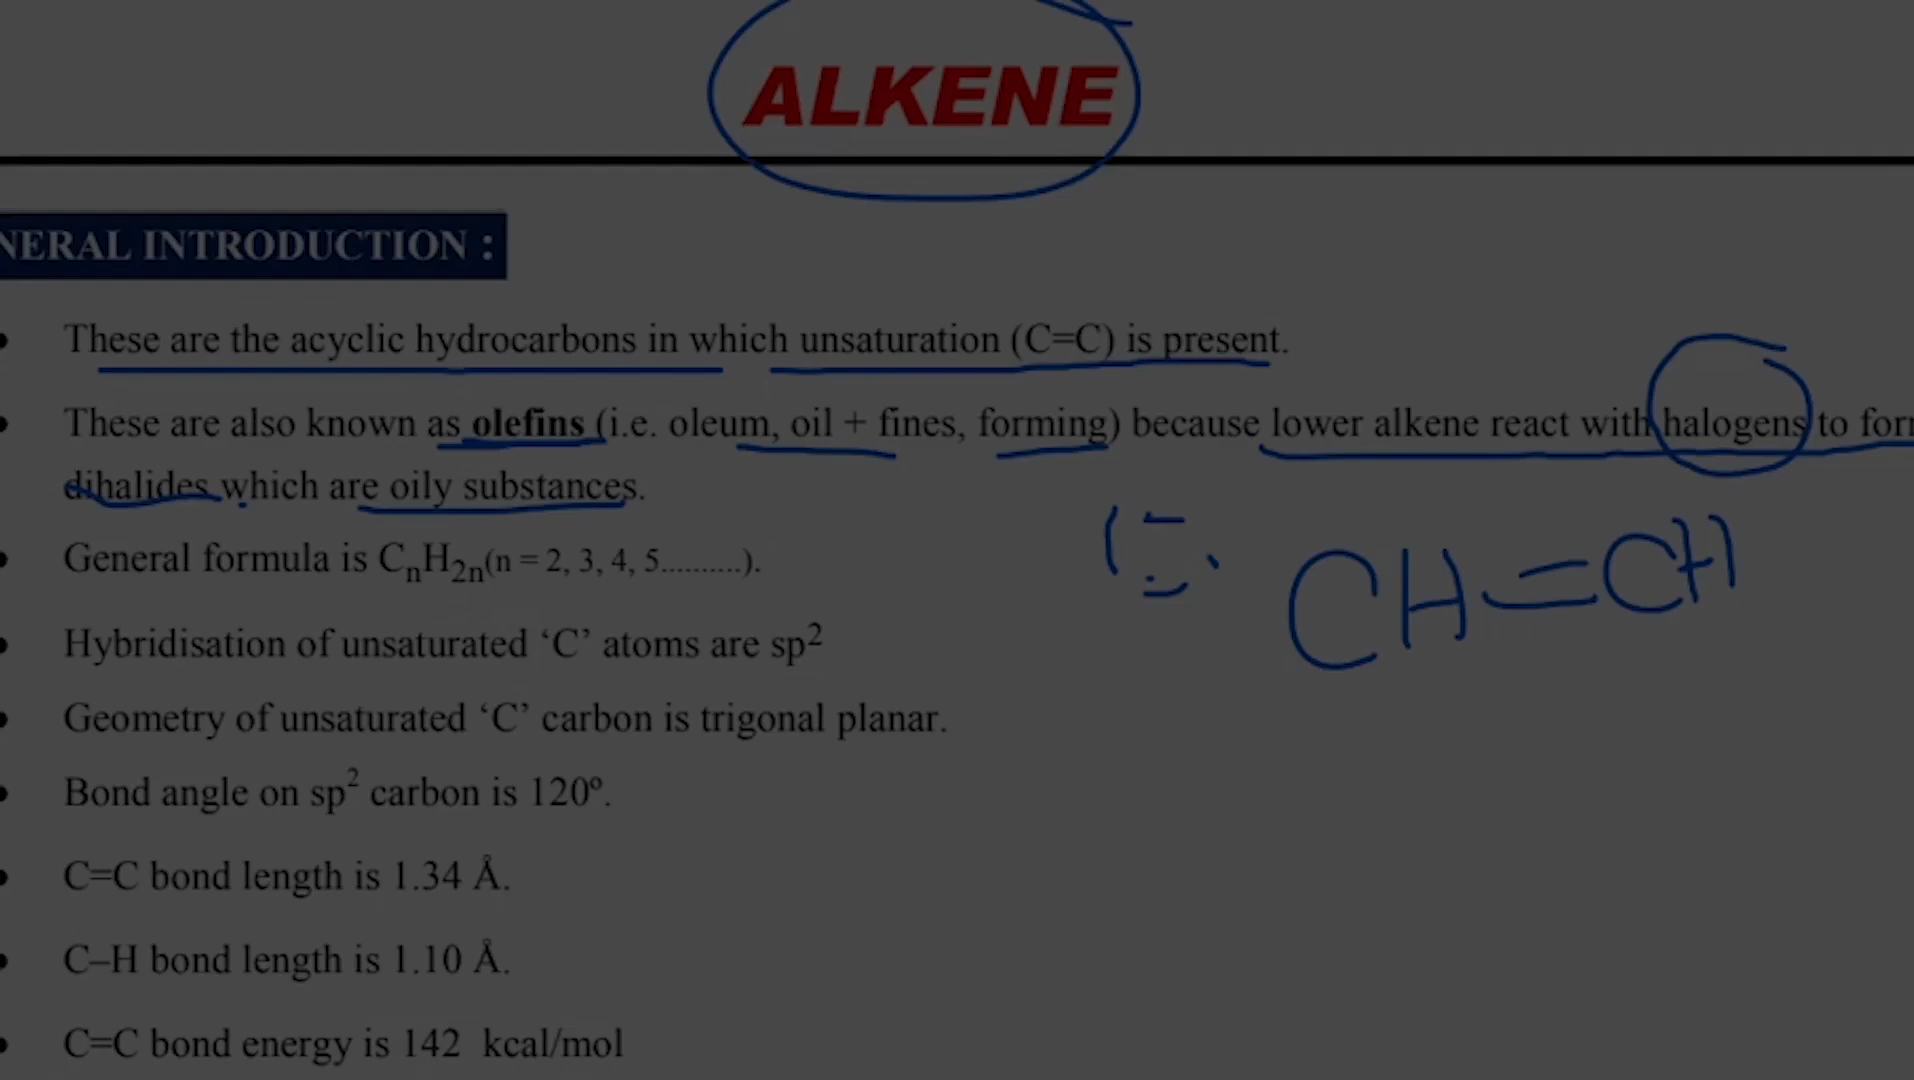 ALKENE
NERAL INTRODUCTION :
These are the acyclic hydrocarbons in which unsaturation (C=C) is present.
These are also known as olefins (i.e. oleum, oil + fines, forming) because lower alkene react with halogens to for
dihalides which are oily substances.
General formula is CₙH₂ₙ(n = 2, 3, 4, 5..........).
CH=CH
Hybridisation of unsaturated ‘C’ atoms are sp²
Geometry of unsaturated ‘C’ carbon is trigonal planar.
Bond angle on sp² carbon is 120º.
C=C bond length is 1.34 Å.
C–H bond length is 1.10 Å.
C=C bond energy is 142 kcal/mol